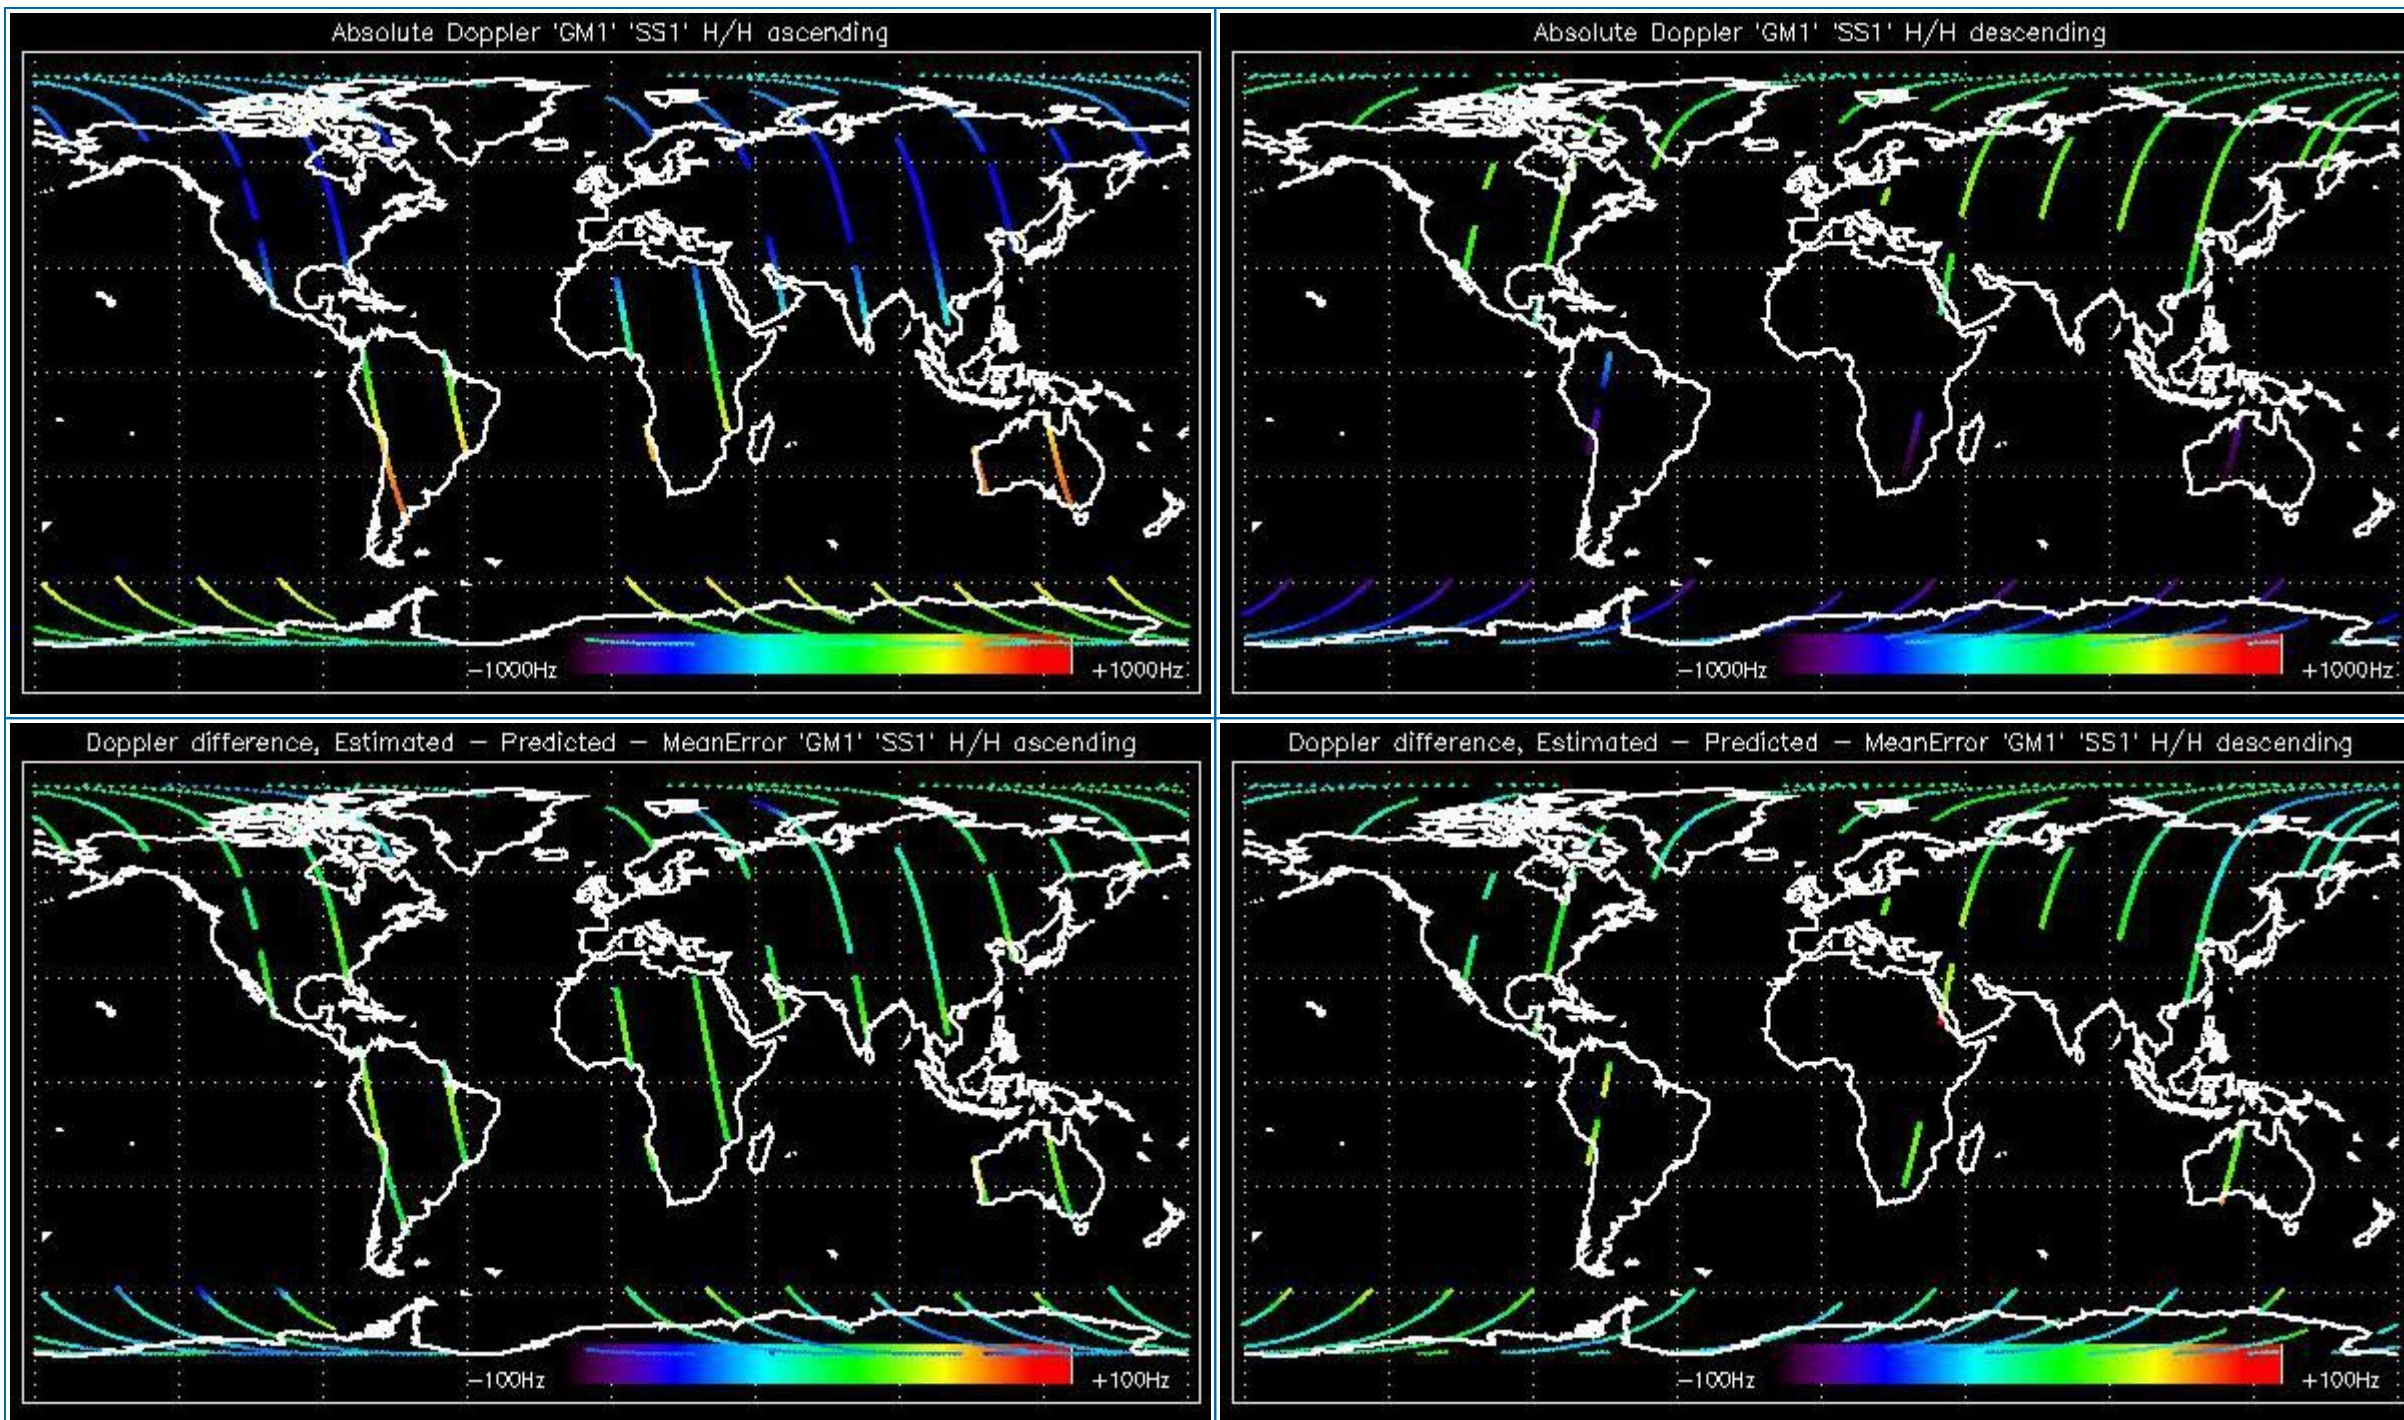 Absolute Doppler 'GM1' 'SS1' H/H ascending
-1000Hz
+1000Hz
Absolute Doppler 'GM1' 'SS1' H/H descending
-1000Hz
+1000Hz
Doppler difference, Estimated - Predicted - MeanError 'GM1' 'SS1' H/H ascending
-100Hz
+100Hz
Doppler difference, Estimated - Predicted - MeanError 'GM1' 'SS1' H/H descending
-100Hz
+100Hz